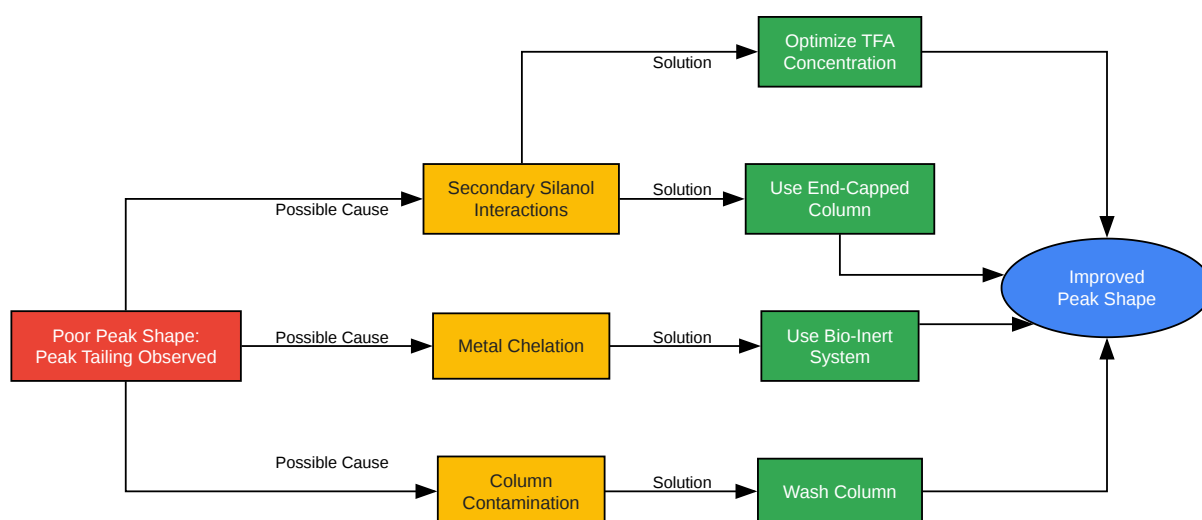 Optimize TFA
Concentration
Solution
Secondary Silanol
Interactions
Solution
Use End-Capped
Column
Possible Cause
Improved
Peak Shape
Poor Peak Shape:
Peak Tailing Observed
Possible Cause
Metal Chelation
Solution
Use Bio-Inert
System
Possible Cause
Column
Contamination
Solution
Wash Column